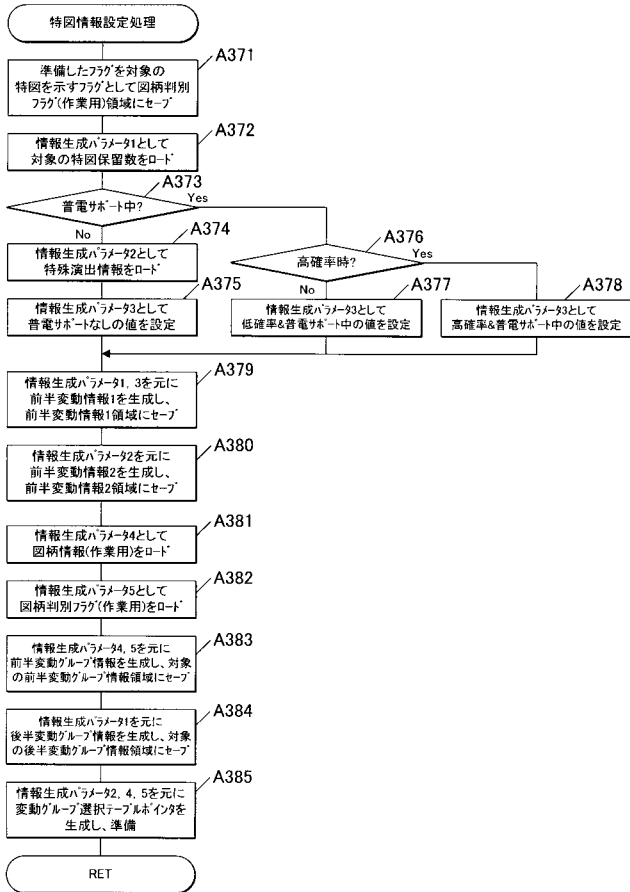 特図情報設定処理
A371
準備したフラグを対象の
特図を示すフラグとして図柄判別
フラグ(作業用)領域にセーブ
A372
情報生成パラメータ1として
対象の特図保留数をロード
A373
普電サポート中?
Yes
No
A374
情報生成パラメータ2として
特殊演出情報をロード
A375
情報生成パラメータ3として
普電サポートなしの値を設定
A376
高確率時?
Yes
No
A377
情報生成パラメータ3として
低確率&普電サポート中の値を設定
A378
情報生成パラメータ3として
高確率&普電サポート中の値を設定
A379
情報生成パラメータ1, 3を元に
前半変動情報1を生成し、
前半変動情報1領域にセーブ
A380
情報生成パラメータ2を元に
前半変動情報2を生成し、
前半変動情報2領域にセーブ
A381
情報生成パラメータ4として
図柄情報(作業用)をロード
A382
情報生成パラメータ5として
図柄判別フラグ(作業用)をロード
A383
情報生成パラメータ4, 5を元に
前半変動グループ情報を生成し、対象
の前半変動グループ情報領域にセーブ
A384
情報生成パラメータ1を元に
後半変動グループ情報を生成し、対象
の後半変動グループ情報領域にセーブ
A385
情報生成パラメータ2, 4, 5を元に
変動グループ選択テーブルポインタを
生成し、準備
RET